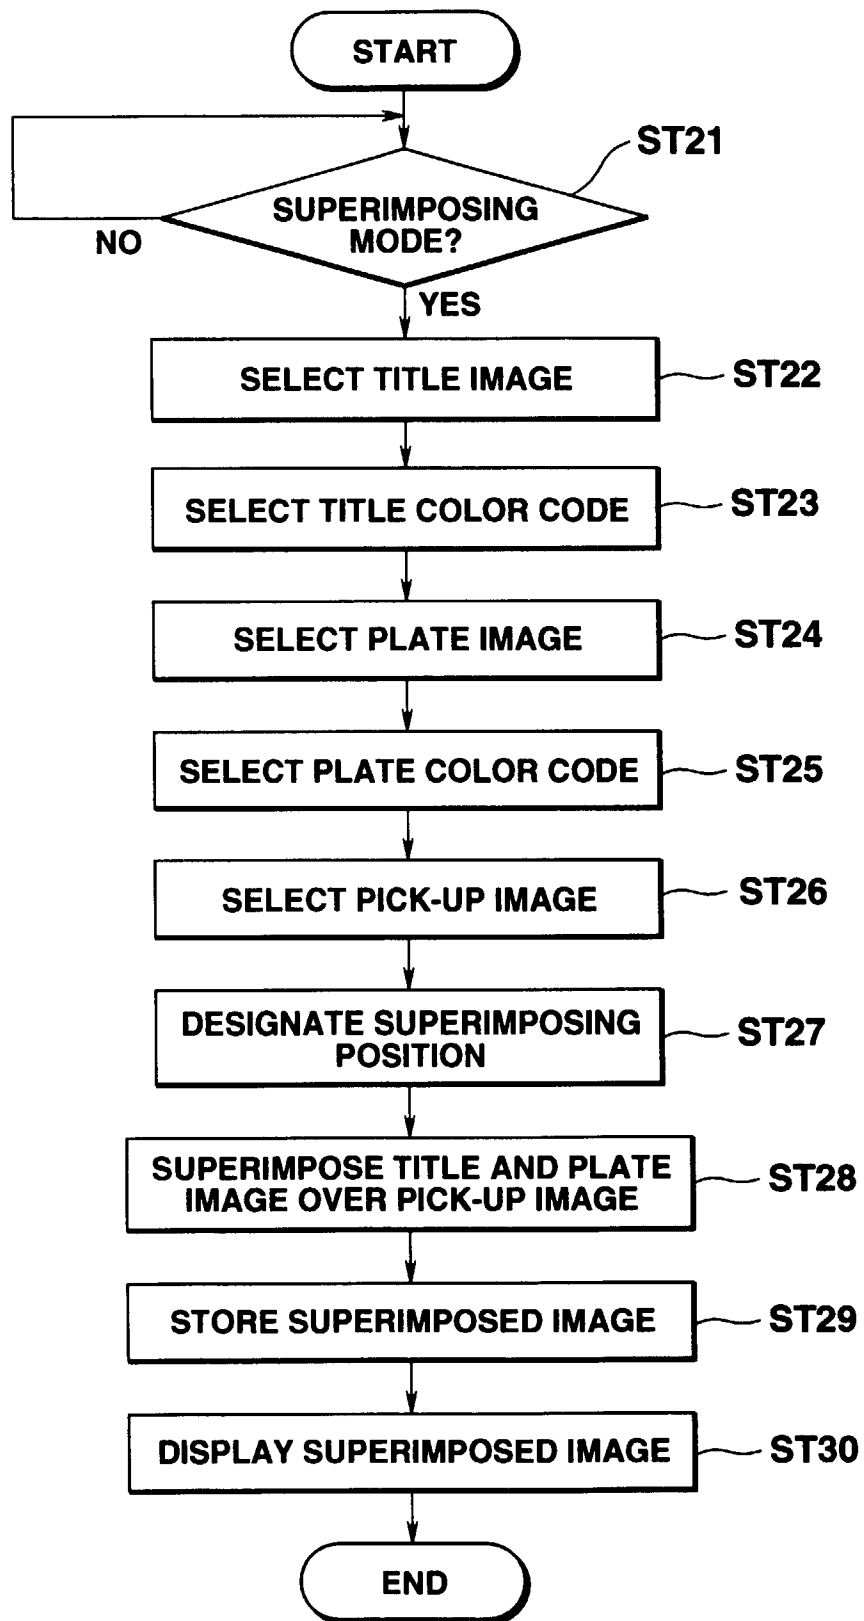 START
ST21
SUPERIMPOSING
MODE?
NO
YES
SELECT TITLE IMAGE
ST22
SELECT TITLE COLOR CODE
ST23
SELECT PLATE IMAGE
ST24
SELECT PLATE COLOR CODE
ST25
SELECT PICK-UP IMAGE
ST26
DESIGNATE SUPERIMPOSING
POSITION
ST27
SUPERIMPOSE TITLE AND PLATE
IMAGE OVER PICK-UP IMAGE
ST28
STORE SUPERIMPOSED IMAGE
ST29
DISPLAY SUPERIMPOSED IMAGE
ST30
END